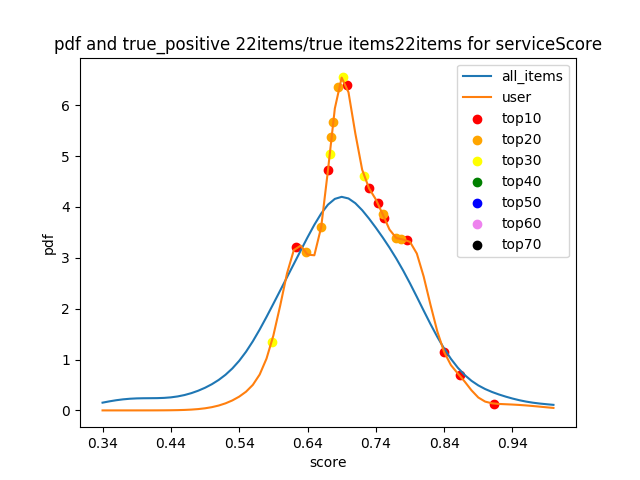 pdf and true_positive 22items/true items22items for serviceScore
all_items
user
top10
top20
top30
top40
top50
top60
top70
6
5
4
3
2
1
0
pdf
0.34 0.44 0.54 0.64 0.74 0.84 0.94
score